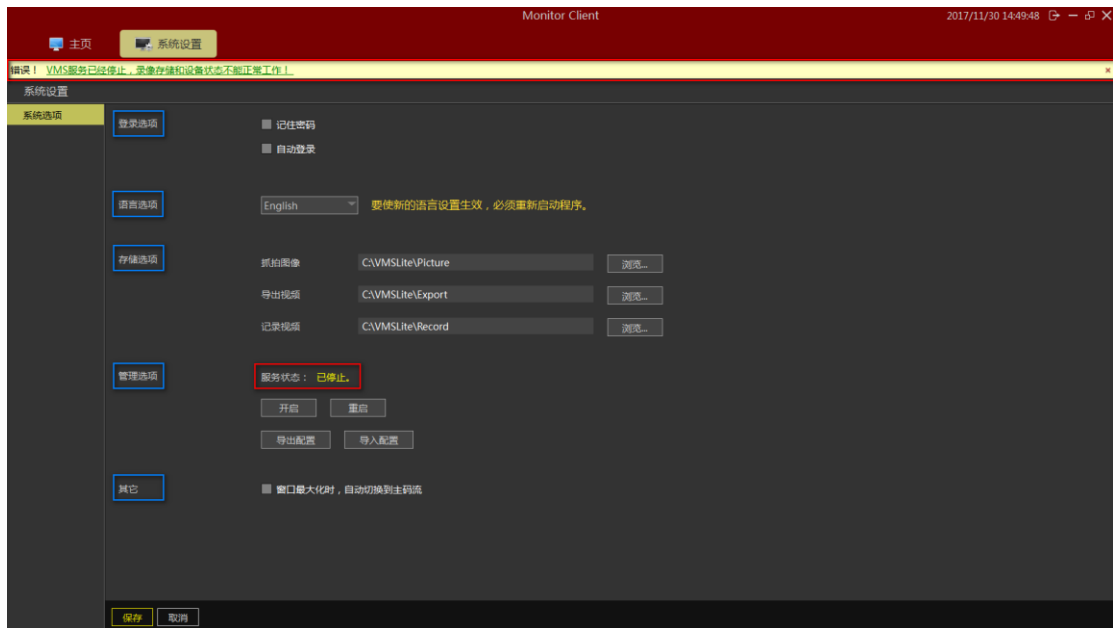 Monitor Client
2017/11/30 14:49:48
主页
系统设置
错误！ VMS服务已经停止，录像存储和设备状态不能正常工作！
系统设置
系统选项
登录选项
记住密码
自动登录
语言选项
English
要使新的语言设置生效，必须重新启动程序。
存储选项
抓拍图像 C:\VMSLite\Picture 浏览...
导出视频 C:\VMSLite\Export 浏览...
记录视频 C:\VMSLite\Record 浏览...
管理选项
服务状态： 已停止。
开启 重启
导出配置 导入配置
其它
窗口最大化时，自动切换到主码流
保存 取消